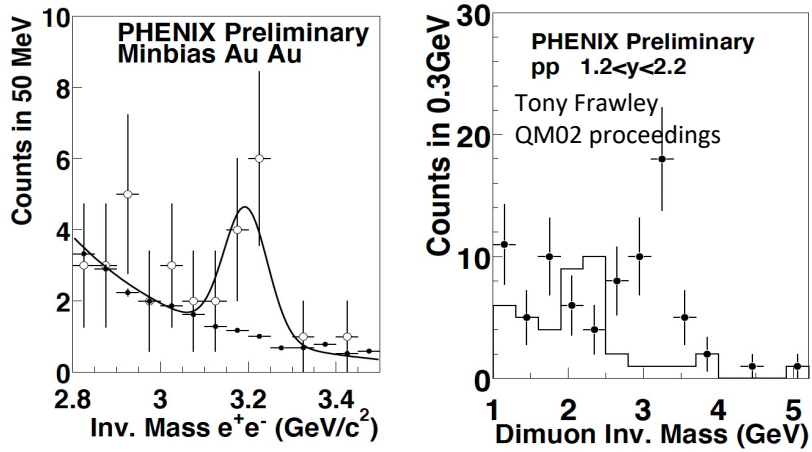 PHENIX Preliminary
Minbias Au Au
Counts in 50 MeV
10
8
6
4
2
0
2.8 3 3.2 3.4
Inv. Mass e⁺e⁻ (GeV/c²)
PHENIX Preliminary
pp 1.2<y<2.2
Tony Frawley
QM02 proceedings
Counts in 0.3GeV
30
20
10
0
1 2 3 4 5
Dimuon Inv. Mass (GeV)